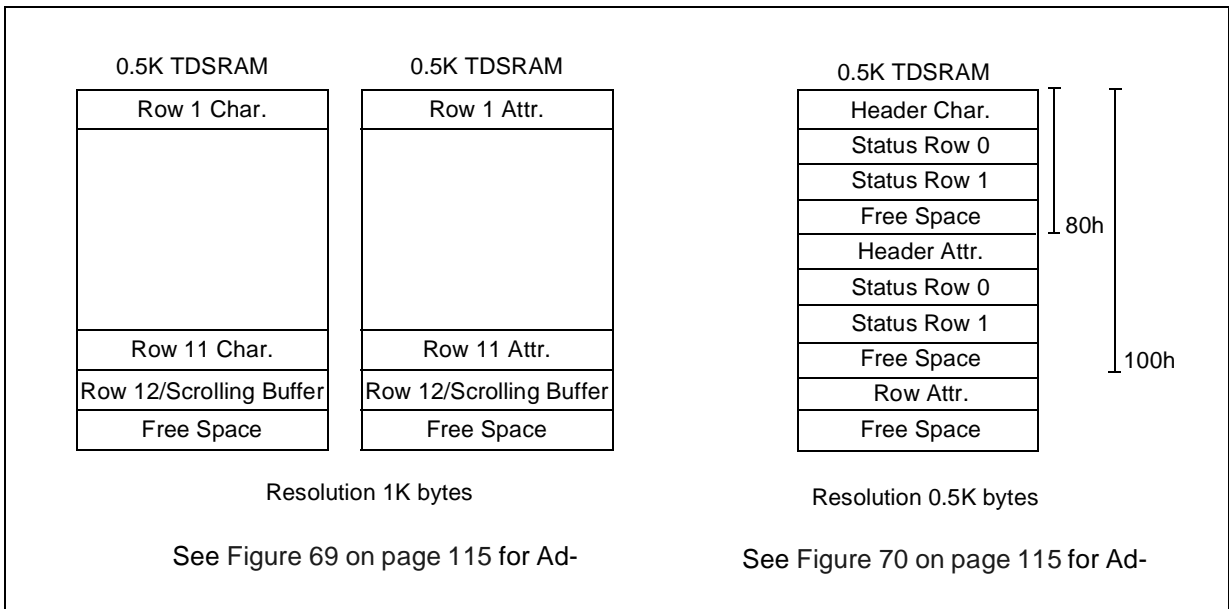 0.5K TDSRAM
Row 1 Char.
Row 11 Char.
Row 12/Scrolling Buffer
Free Space
0.5K TDSRAM
Row 1 Attr.
Row 11 Attr.
Row 12/Scrolling Buffer
Free Space
Resolution 1K bytes
See Figure 69 on page 115 for Ad-
0.5K TDSRAM
Header Char.
Status Row 0
Status Row 1
Free Space
Header Attr.
Status Row 0
Status Row 1
Free Space
Row Attr.
Free Space
80h
100h
Resolution 0.5K bytes
See Figure 70 on page 115 for Ad-